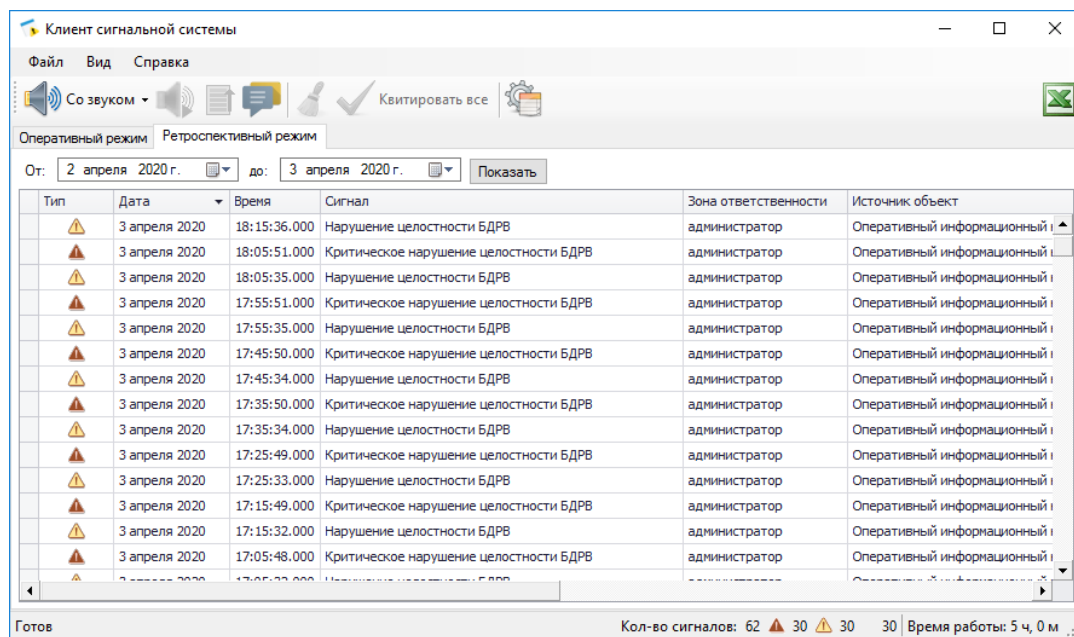 Клиент сигнальной системы
Файл Вид Справка
Со звуком Квитировать все
Оперативный режим Ретроспективный режим
От: 2 апреля 2020 г. до: 3 апреля 2020 г. Показать
Тип Дата Время Сигнал Зона ответственности Источник объект
3 апреля 2020 18:15:36.000 Нарушение целостности БДРВ администратор Оперативный информационный
3 апреля 2020 18:05:51.000 Критическое нарушение целостности БДРВ администратор Оперативный информационный
3 апреля 2020 18:05:35.000 Нарушение целостности БДРВ администратор Оперативный информационный
3 апреля 2020 17:55:51.000 Критическое нарушение целостности БДРВ администратор Оперативный информационный
3 апреля 2020 17:55:35.000 Нарушение целостности БДРВ администратор Оперативный информационный
3 апреля 2020 17:45:50.000 Критическое нарушение целостности БДРВ администратор Оперативный информационный
3 апреля 2020 17:45:34.000 Нарушение целостности БДРВ администратор Оперативный информационный
3 апреля 2020 17:35:50.000 Критическое нарушение целостности БДРВ администратор Оперативный информационный
3 апреля 2020 17:35:34.000 Нарушение целостности БДРВ администратор Оперативный информационный
3 апреля 2020 17:25:49.000 Критическое нарушение целостности БДРВ администратор Оперативный информационный
3 апреля 2020 17:25:33.000 Нарушение целостности БДРВ администратор Оперативный информационный
3 апреля 2020 17:15:49.000 Критическое нарушение целостности БДРВ администратор Оперативный информационный
3 апреля 2020 17:15:32.000 Нарушение целостности БДРВ администратор Оперативный информационный
3 апреля 2020 17:05:48.000 Критическое нарушение целостности БДРВ администратор Оперативный информационный
Готов Кол-во сигналов: 62 30 30 30 Время работы: 5 ч, 0 м